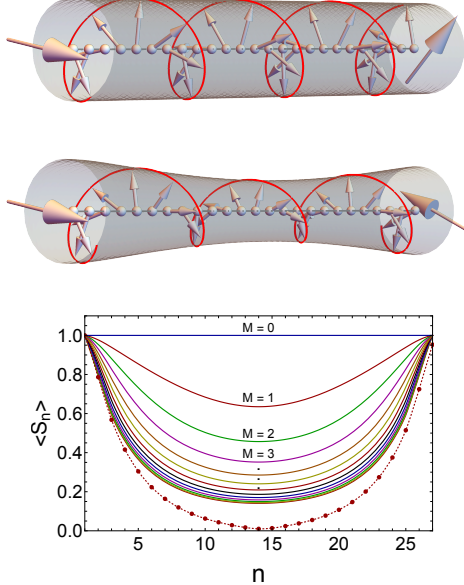 M = 0
1.0
M = 1
0.8
0.6
M = 2
<Sn>
M = 3
0.4
0.2
0.0
5 10 15 20 25
n